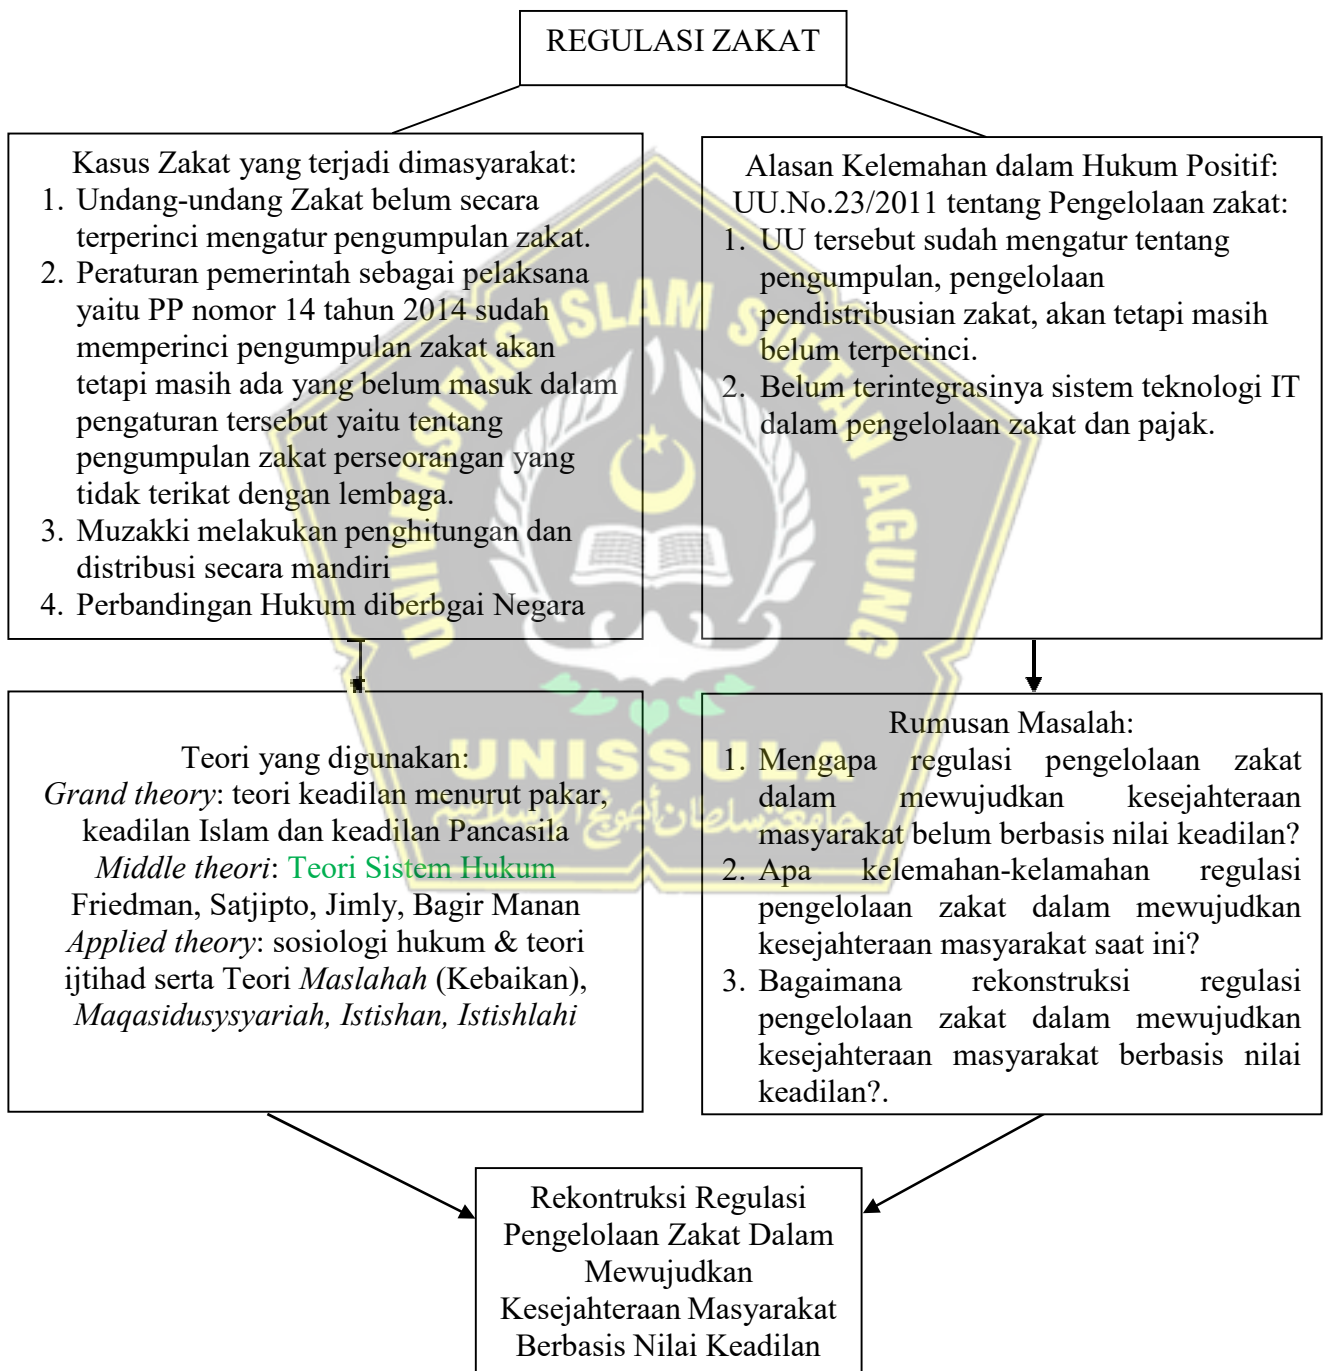 REGULASI ZAKAT
Kasus Zakat yang terjadi dimasyarakat:
1. Undang-undang Zakat belum secara
terperinci mengatur pengumpulan zakat.
2. Peraturan pemerintah sebagai pelaksana
yaitu PP nomor 14 tahun 2014 sudah
memperinci pengumpulan zakat akan
tetapi masih ada yang belum masuk dalam
pengaturan tersebut yaitu tentang
pengumpulan zakat perseorangan yang
tidak terikat dengan lembaga.
3. Muzakki melakukan penghitungan dan
distribusi secara mandiri
4. Perbandingan Hukum diberbgai Negara
Alasan Kelemahan dalam Hukum Positif:
UU.No.23/2011 tentang Pengelolaan zakat:
1. UU tersebut sudah mengatur tentang
pengumpulan, pengelolaan
pendistribusian zakat, akan tetapi masih
belum terperinci.
2. Belum terintegrasinya sistem teknologi IT
dalam pengelolaan zakat dan pajak.
Teori yang digunakan:
Grand theory: teori keadilan menurut pakar,
keadilan Islam dan keadilan Pancasila
Middle theori: Teori Sistem Hukum
Friedman, Satjipto, Jimly, Bagir Manan
Applied theory: sosiologi hukum & teori
ijtihad serta Teori Maslahah (Kebaikan),
Maqasidusysyariah, Istishan, Istishlahi
Rumusan Masalah:
1. Mengapa regulasi pengelolaan zakat
dalam mewujudkan kesejahteraan
masyarakat belum berbasis nilai keadilan?
2. Apa kelemahan-kelamahan regulasi
pengelolaan zakat dalam mewujudkan
kesejahteraan masyarakat saat ini?
3. Bagaimana rekonstruksi regulasi
pengelolaan zakat dalam mewujudkan
kesejahteraan masyarakat berbasis nilai
keadilan?.
Rekontruksi Regulasi
Pengelolaan Zakat Dalam
Mewujudkan
Kesejahteraan Masyarakat
Berbasis Nilai Keadilan
UNIVERSITAS ISLAM SULTAN AGUNG
UNISSULA
جامعة سلطان أجونج الإسلامية